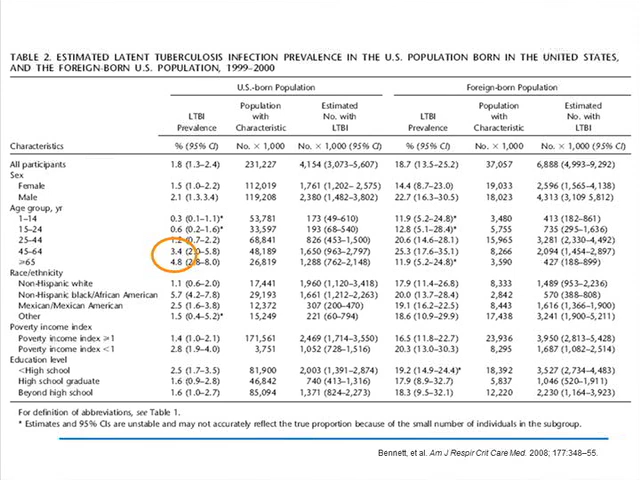 TABLE 2. ESTIMATED LATENT TUBERCULOSIS INFECTION PREVALENCE IN THE U.S. POPULATION BORN IN THE UNITED STATES,
AND THE FOREIGN-BORN U.S. POPULATION, 1999–2000
U.S.-born Population Foreign-born Population
LTBI Prevalence Population with Characteristic Estimated No. with LTBI LTBI Prevalence Population with Characteristic Estimated No. with LTBI
Characteristics % (95% CI) No. × 1,000 No. × 1,000 (95% CI) % (95% CI) No. × 1,000 No. × 1,000 (95% CI)
All participants 1.8 (1.3–2.4) 231,227 4,154 (3,073–5,607) 18.7 (13.5–25.2) 37,057 6,888 (4,993–9,292)
Sex
Female 1.5 (1.0–2.2) 112,019 1,761 (1,202– 2,575) 14.4 (8.7–23.0) 19,033 2,596 (1,565–4,138)
Male 2.1 (1.3.3.4) 119,208 2,380 (1,482–3,802) 22.7 (16.3–30.5) 18,023 4,313 (3,109 5,812)
Age group, yr
1–14 0.3 (0.1–1.1)* 53,781 173 (49–610) 11.9 (5.2–24.8)* 3,480 413 (182–861)
15–24 0.6 (0.2–1.6)* 33,597 193 (68–540) 12.8 (5.1–28.4)* 5,755 735 (295–1,636)
25–44 1.2 (0.7–2.2) 68,841 826 (453–1,500) 20.6 (14.6–28.1) 15,965 3,281 (2,330–4,492)
45–64 3.4 (2.0–5.8) 48,189 1,650 (963–2,797) 25.3 (17.6–35.1) 8,266 2,094 (1,454–2,897)
≥65 4.8 (2.8–8.0) 26,819 1,288 (762–2,148) 11.9 (5.2–24.8)* 3,590 427 (188–899)
Race/ethnicity
Non-Hispanic white 1.1 (0.6–2.0) 17,441 1,960 (1,120–3,418) 17.9 (11.4–26.8) 8,333 1,489 (953–2,236)
Non-Hispanic black/African American 5.7 (4.2–7.8) 29,193 1,661 (1,212–2,263) 20.0 (13.7–28.4) 2,842 570 (388–808)
Mexican/Mexican American 2.5 (1.6–3.8) 12,372 307 (200–470) 19.1 (16.2–22.5) 8,443 1,616 (1,366–1,900)
Other 1.5 (0.4–5.2)* 15,249 221 (60–794) 18.6 (10.9–29.9) 17,438 3,241 (1,900–5,211)
Poverty income index
Poverty income index ≥1 1.4 (1.0–2.1) 171,561 2,469 (1,714–3,550) 16.5 (11.8–22.7) 23,936 3,950 (2,813–5,428)
Poverty income index <1 2.8 (1.9–4.0) 3,751 1,052 (728–1,516) 20.3 (13.0–30.3) 8,295 1,687 (1,082–2,514)
Education level
<High school 2.5 (1.7–3.5) 81,900 2,003 (1,391–2,874) 19.2 (14.9–24.4)* 18,392 3,527 (2,734–4,483)
High school graduate 1.6 (0.9–2.8) 46,842 740 (413–1,316) 17.9 (8.9–32.7) 5,837 1,046 (520–1,911)
Beyond high school 1.6 (1.0–2.7) 85,094 1,371 (824–2,273) 18.3 (9.5–32.1) 12,220 2,230 (1,164–3,923)
For definition of abbreviations, see Table 1.
* Estimates and 95% CIs are unstable and may not accurately reflect the true proportion because of the small number of individuals in the subgroup.
Bennett, et al. Am J Respir Crit Care Med. 2008; 177:348–55.